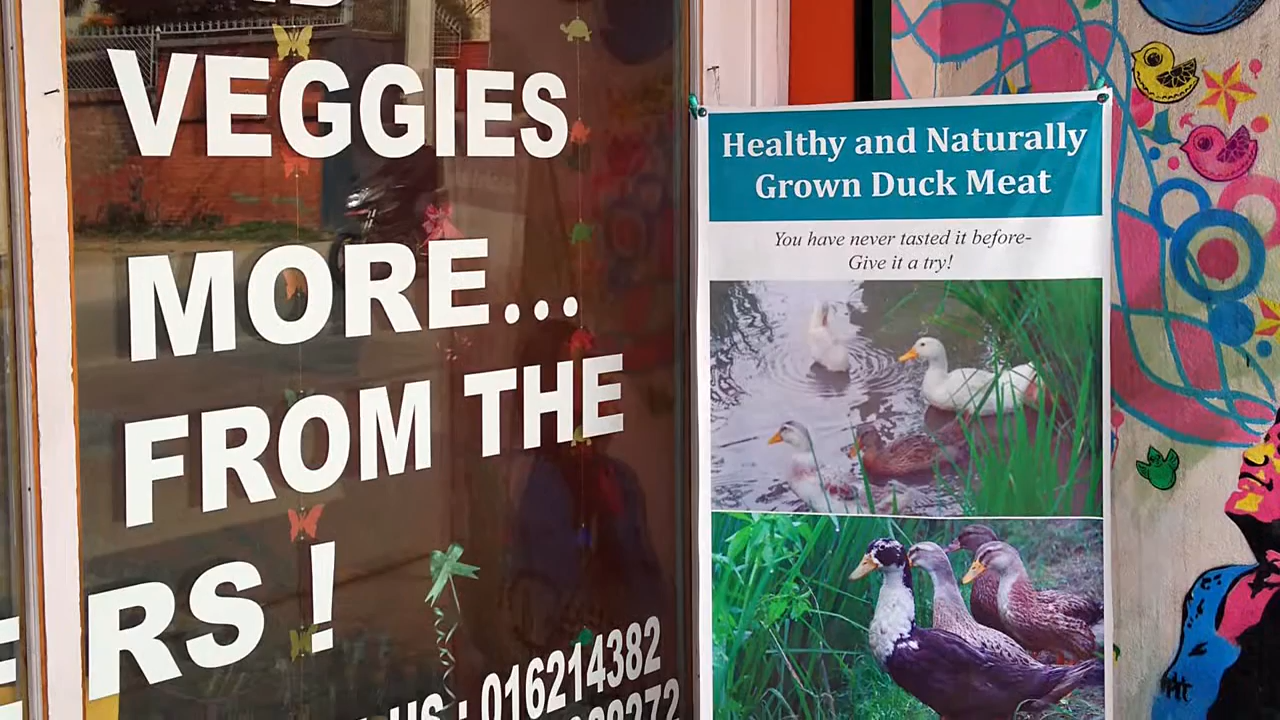 VEGGIES
MORE...
FROM THE
RS !
US : 016214382
Healthy and Naturally
Grown Duck Meat
You have never tasted it before-
Give it a try!